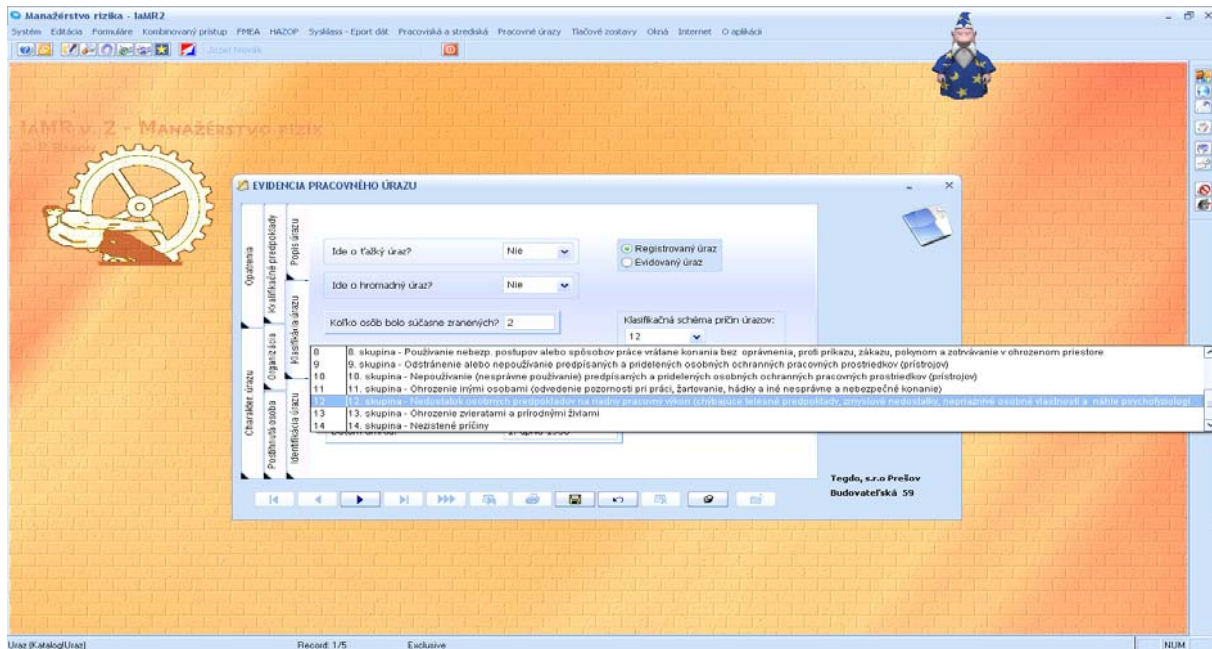 Manažérstvo rizika - IaMR2
Systém Editácia Formuláre Kombinovaný prístup FMEA HAZOP Sysklass - Eport dát Pracoviská a strediská Pracovné úrazy Tlačové zostavy Okná Internet O aplikácii
Jozef Novák
IaMR v. 2 - Manažérstvo rizík
EVIDENCIA PRACOVNÉHO ÚRAZU
Opatrenia
Kvalifikačné predpoklady
Popis úrazu
Ide o ťažký úraz? Nie
Registrovaný úraz
Evidovaný úraz
Ide o hromadný úraz? Nie
Charakter úrazu
Organizácia
Klasifikácia úrazu
Koľko osôb bolo súčasne zranených? 2
Klasifikačná schéma príčin úrazov:
12
Postihnutá osoba
Identifikácia úrazu
8 8. skupina - Používanie nebezp. postupov alebo spôsobov práce vrátane konania bez oprávnenia, proti príkazu, zákazu, pokynom a zotrvávanie v ohrozenom priestore
9 9. skupina - Odstránenie alebo nepoužívanie predpísaných a pridelených osobných ochranných pracovných prostriedkov (prístrojov)
10 10. skupina - Nepoužívanie (nesprávne používanie) predpísaných a pridelených osobných ochranných pracovných prostriedkov (prístrojov)
11 11. skupina - Ohrozenie inými osobami (odvedenie pozornosti pri práci, žartovanie, hádky a iné nesprávne a nebezpečné konanie)
12 12. skupina - Nedostatok osobných predpokladov na riadny pracovný výkon (chýbajúce telesné predpoklady, zmyslové nedostatky, nepriaznivé osobné vlastnosti a náhle psychofyziologi
13 13. skupina - Ohrozenie zvieratami a prírodnými živlami
14 14. skupina - Nezistené príčiny
Tegdo, s.r.o Prešov
Budovateľská 59
Uraz (Katalog!Uraz) Record: 1/5 Exclusive NUM